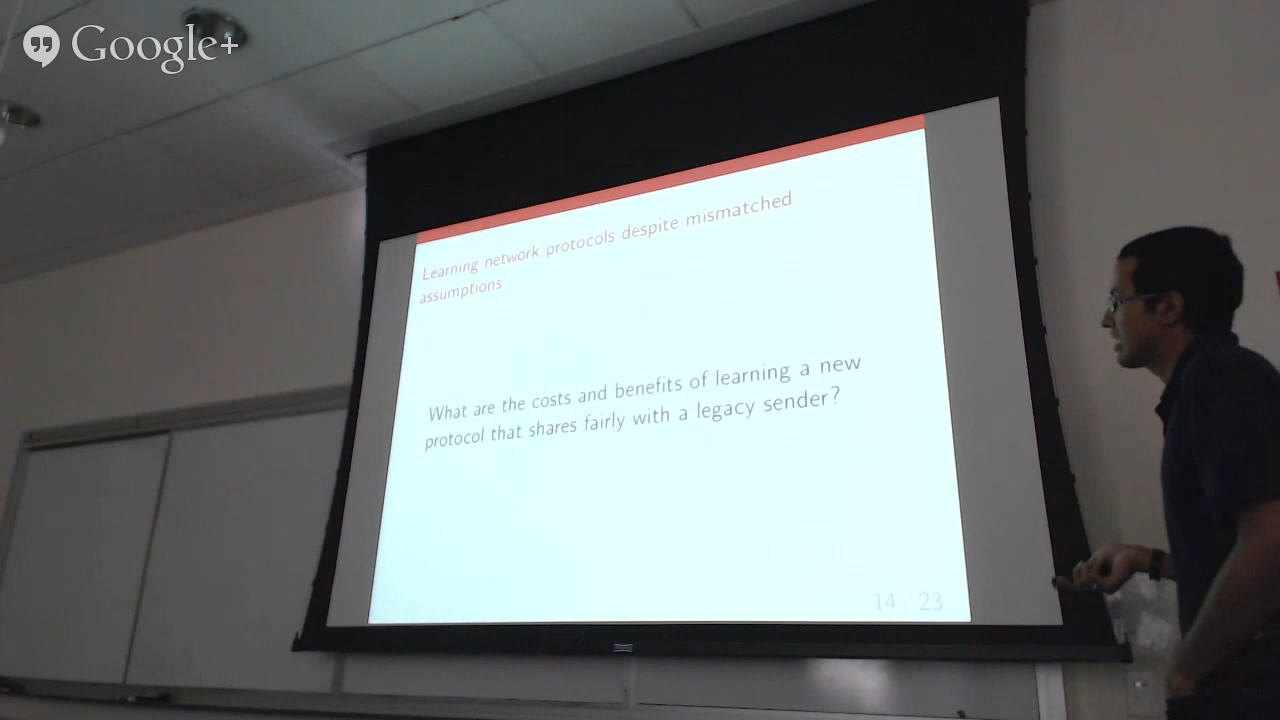 Google+
Learning network protocols despite mismatched
assumptions
What are the costs and benefits of learning a new
protocol that shares fairly with a legacy sender?
14 / 23